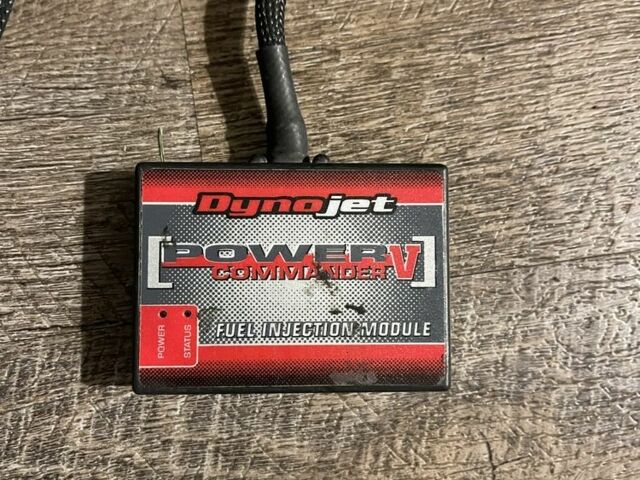 Dynojet
POWER V
COMMANDER
FUEL INJECTION MODULE
POWER
STATUS